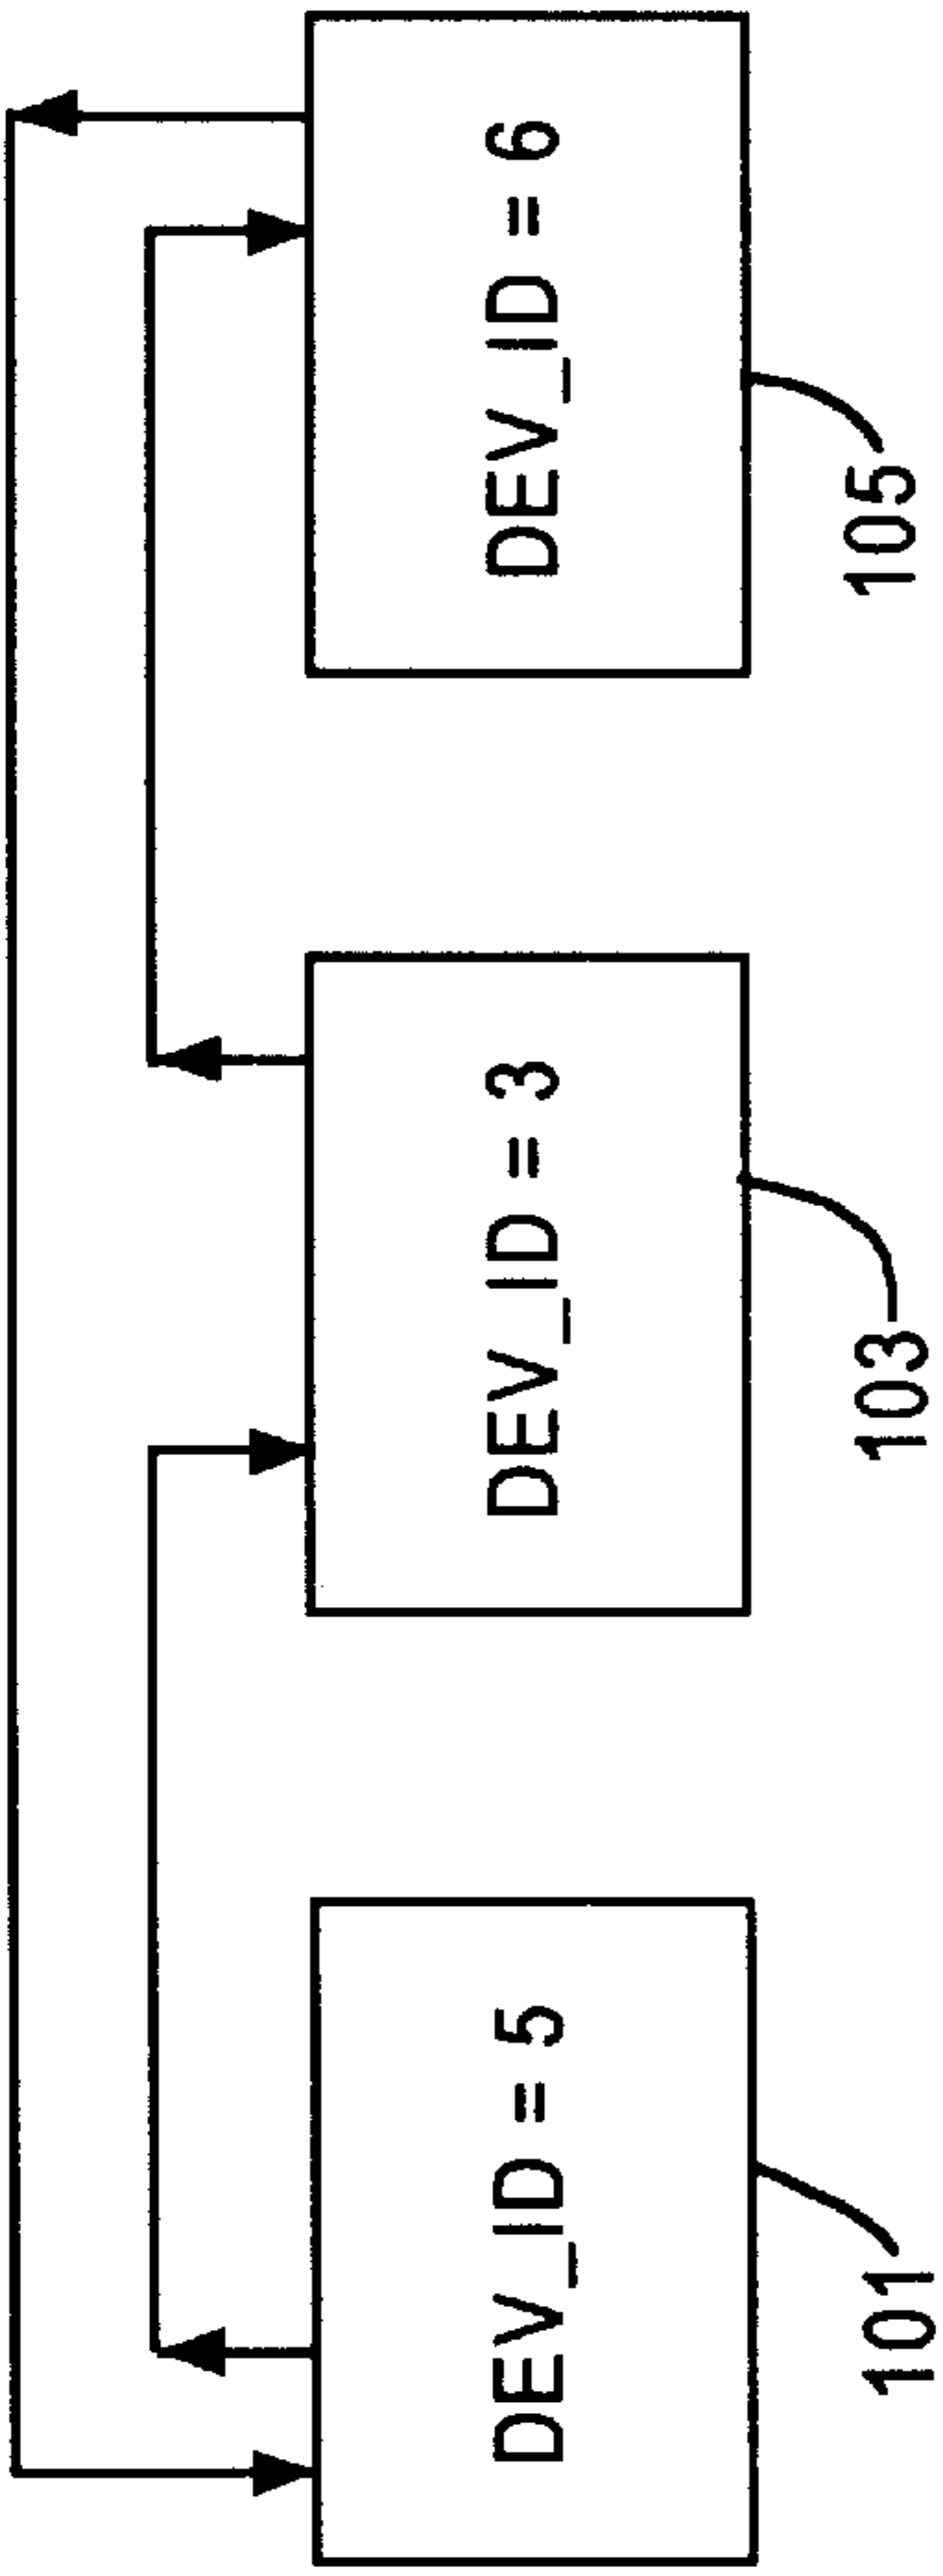 DEV_ID = 5
DEV_ID = 3
DEV_ID = 6
101
103
105